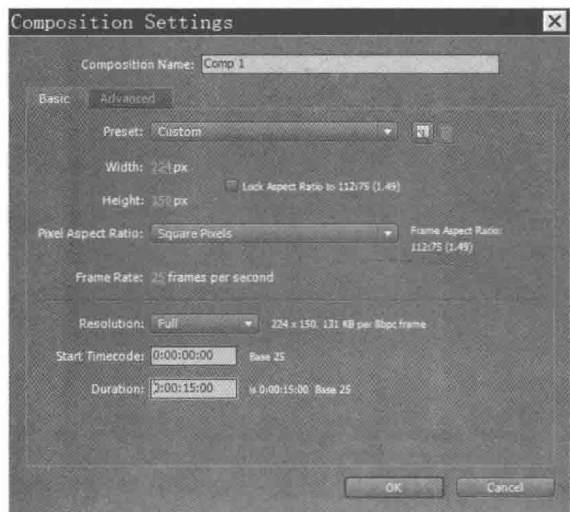 Composition Settings
Composition Name: Comp 1
Basic Advanced
Preset: Custom
Width: 224 px
Lock Aspect Ratio to 112:75 (1.49)
Height: 150 px
Pixel Aspect Ratio: Square Pixels
Frame Aspect Ratio:
112:75 (1.49)
Frame Rate: 25 frames per second
Resolution: Full 224 x 150, 131 KB per 8bpc frame
Start Timecode: 0:00:00:00 Base 25
Duration: 0:00:15:00 is 0:00:15:00 Base 25
OK Cancel